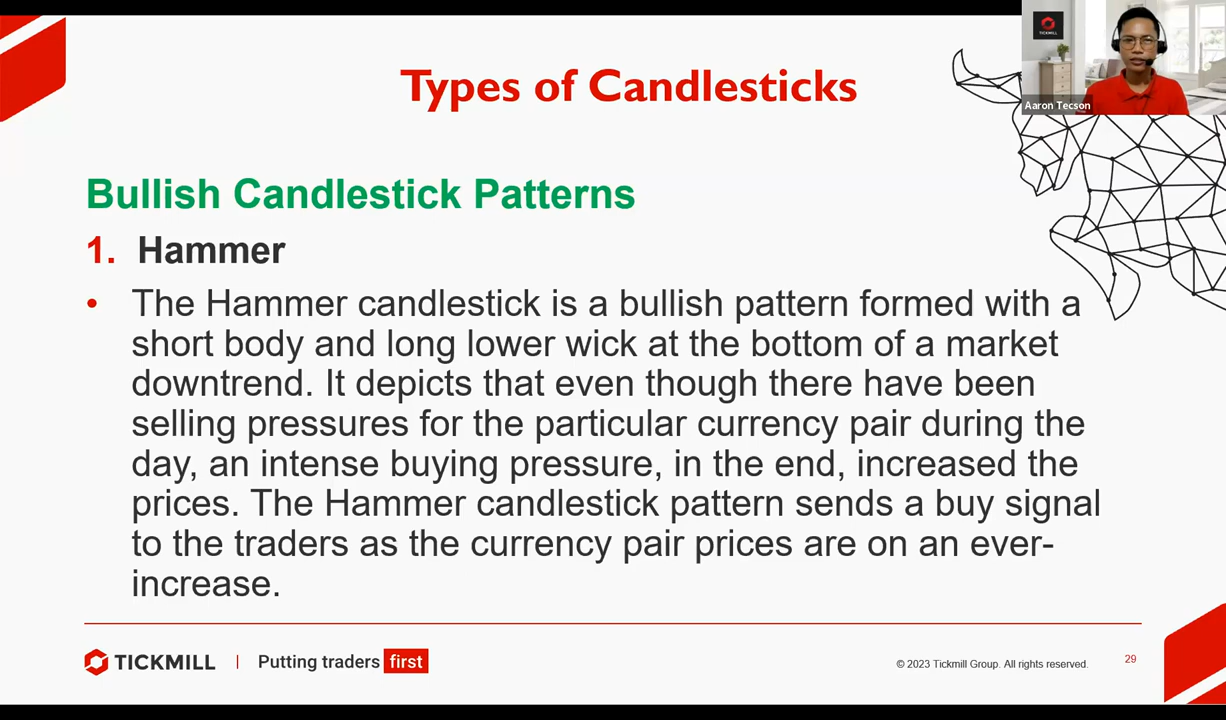 TICKMILL
Aaron Tecson
Types of Candlesticks
Bullish Candlestick Patterns
1. Hammer
• The Hammer candlestick is a bullish pattern formed with a
short body and long lower wick at the bottom of a market
downtrend. It depicts that even though there have been
selling pressures for the particular currency pair during the
day, an intense buying pressure, in the end, increased the
prices. The Hammer candlestick pattern sends a buy signal
to the traders as the currency pair prices are on an ever-
increase.
TICKMILL | Putting traders first
© 2023 Tickmill Group. All rights reserved.
29